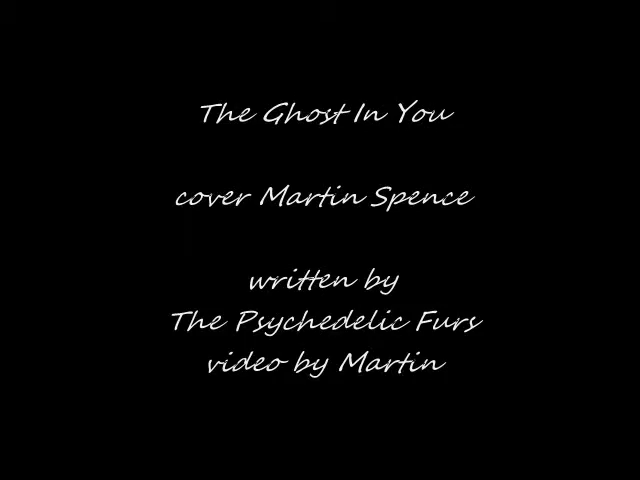 The Ghost In You
cover Martin Spence
written by
The Psychedelic Furs
video by Martin